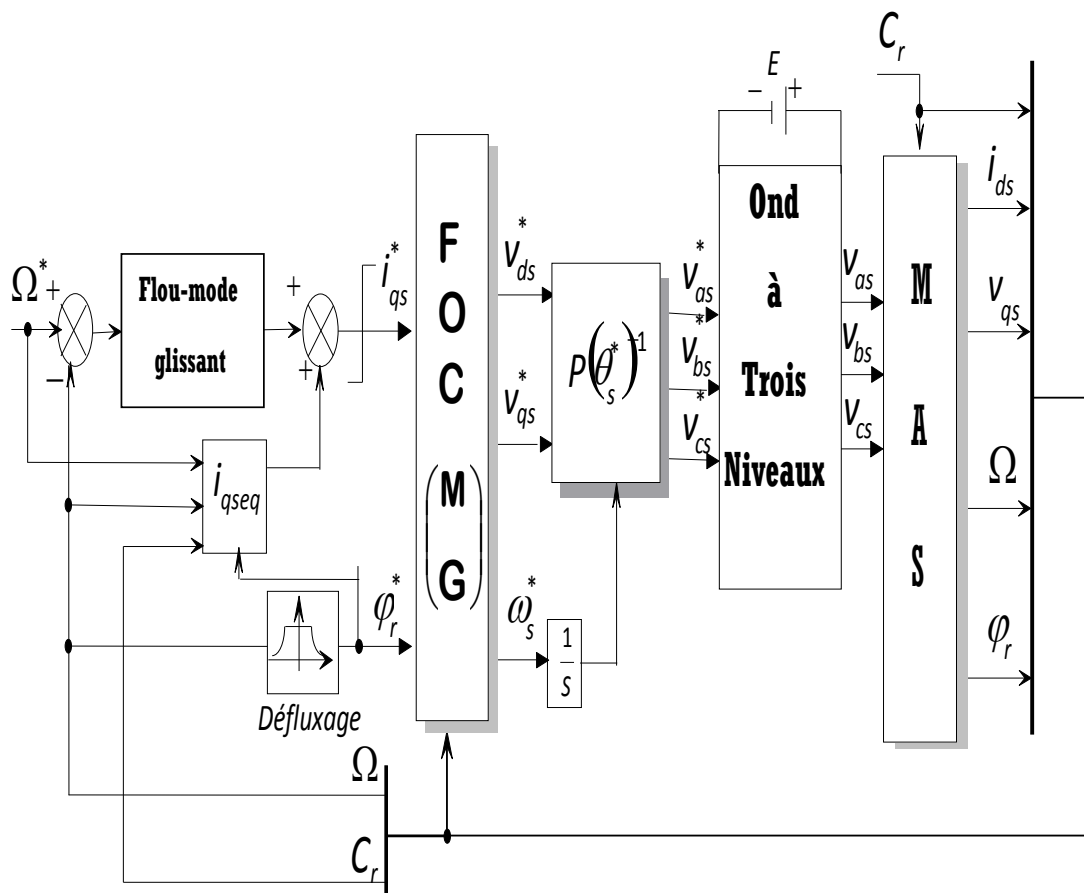 C_r
− E +
Ω* +
−
Flou-mode
glissant
+
+
i*_qs
F
O
C
(M
G)
v*_ds
v*_qs
ω*_s
P(θ*_s)^-1
v*_as
v*_bs
v*_cs
Ond
à
Trois
Niveaux
v_as
v_bs
v_cs
M
A
S
i_ds
v_qs
Ω
φ_r
i_qseq
φ*_r
Défluxage
1
s
Ω
C_r